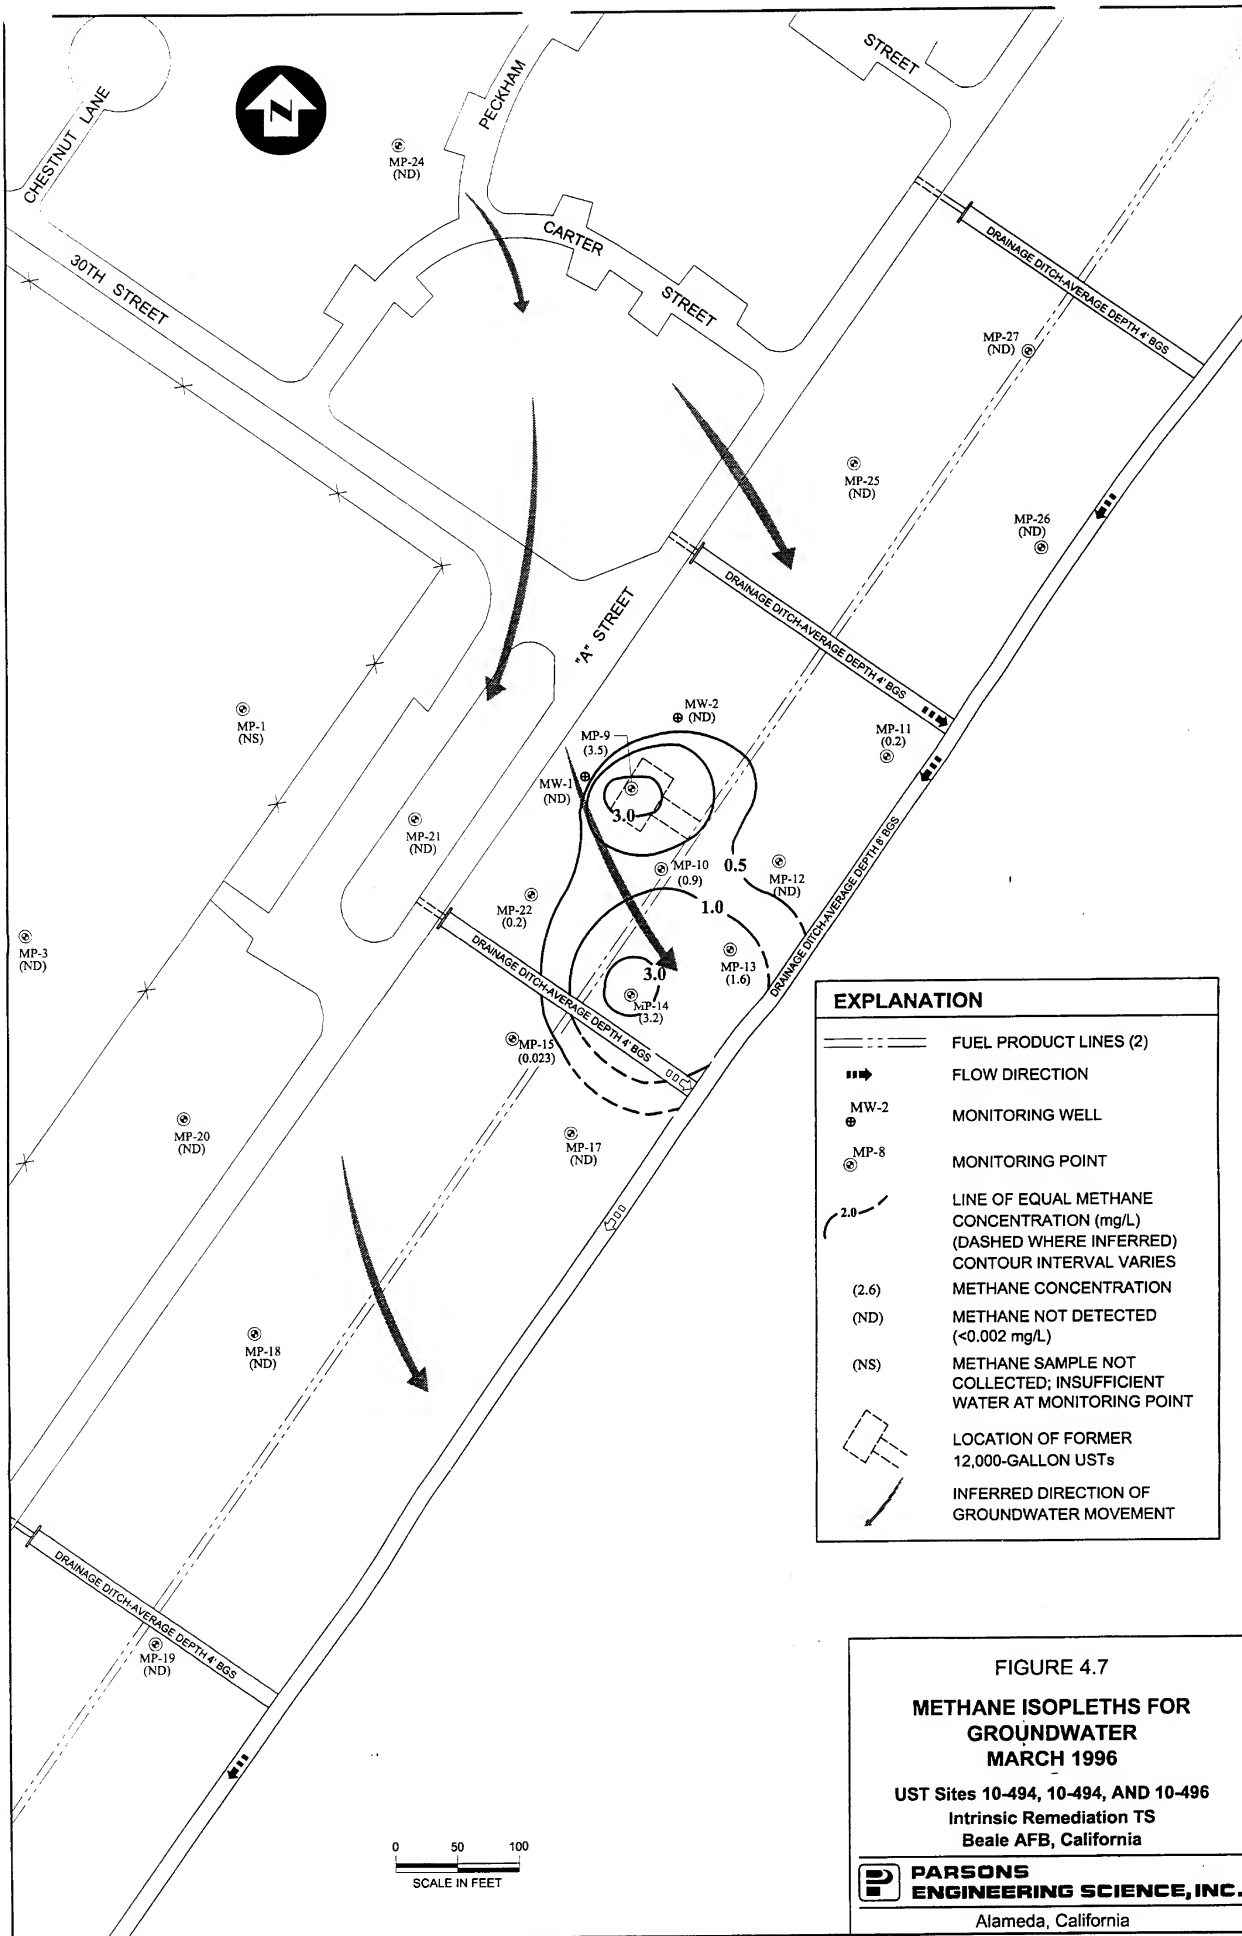 STREET
PECKHAM
CHESTNUT LANE
N
MP-24
(ND)
CARTER
STREET
30TH STREET
DRAINAGE DITCH-AVERAGE DEPTH 4' BGS
MP-27
(ND)
MP-25
(ND)
MP-26
(ND)
DRAINAGE DITCH-AVERAGE DEPTH 4' BGS
"A" STREET
MP-1
(NS)
MW-2
(ND)
MP-9
(3.5)
MP-11
(0.2)
MW-1
(ND)
3.0
MP-21
(ND)
MP-10
(0.9)
0.5
MP-12
(ND)
DRAINAGE DITCH-AVERAGE DEPTH 8' BGS
MP-22
(0.2)
1.0
MP-3
(ND)
DRAINAGE DITCH-AVERAGE DEPTH 4' BGS
3.0
MP-13
(1.6)
MP-14
(3.2)
MP-15
(0.023)
MP-20
(ND)
MP-17
(ND)
MP-18
(ND)
DRAINAGE DITCH-AVERAGE DEPTH 4' BGS
MP-19
(ND)
0 50 100
SCALE IN FEET
EXPLANATION
FUEL PRODUCT LINES (2)
FLOW DIRECTION
MW-2
MONITORING WELL
MP-8
MONITORING POINT
2.0
LINE OF EQUAL METHANE
CONCENTRATION (mg/L)
(DASHED WHERE INFERRED)
CONTOUR INTERVAL VARIES
(2.6) METHANE CONCENTRATION
(ND) METHANE NOT DETECTED
(<0.002 mg/L)
(NS) METHANE SAMPLE NOT
COLLECTED; INSUFFICIENT
WATER AT MONITORING POINT
LOCATION OF FORMER
12,000-GALLON USTs
INFERRED DIRECTION OF
GROUNDWATER MOVEMENT
FIGURE 4.7
METHANE ISOPLETHS FOR
GROUNDWATER
MARCH 1996
UST Sites 10-494, 10-494, AND 10-496
Intrinsic Remediation TS
Beale AFB, California
PARSONS
ENGINEERING SCIENCE, INC.
Alameda, California